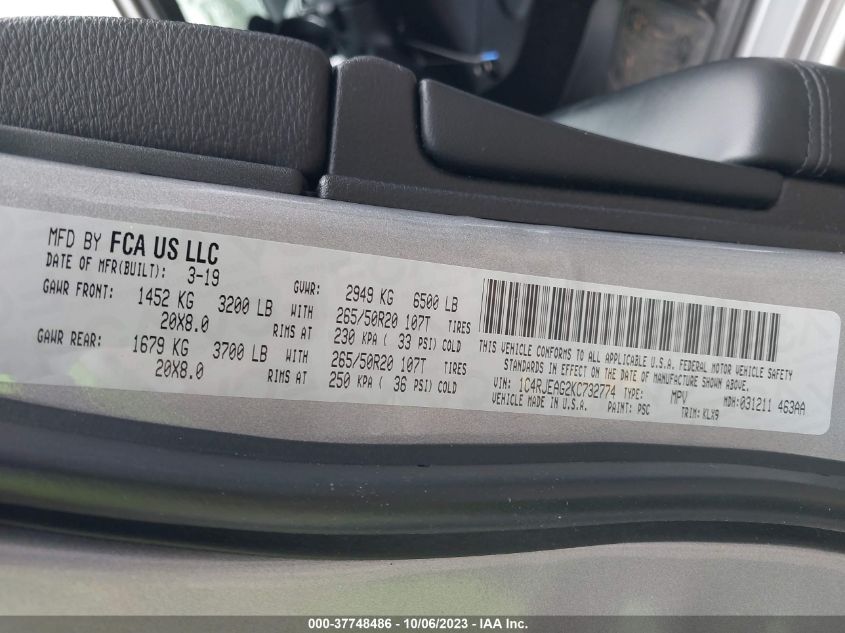 MFD BY FCA US LLC
DATE OF MFR(BUILT): 3-19
GVWR: 2949 KG 6500 LB
GAWR FRONT: 1452 KG 3200 LB WITH 265/50R20 107T TIRES
20X8.0 RIMS AT 230 KPA ( 33 PSI) COLD
GAWR REAR: 1679 KG 3700 LB WITH 265/50R20 107T TIRES
20X8.0 RIMS AT 250 KPA ( 36 PSI) COLD
THIS VEHICLE CONFORMS TO ALL APPLICABLE U.S.A. FEDERAL MOTOR VEHICLE SAFETY
STANDARDS IN EFFECT ON THE DATE OF MANUFACTURE SHOWN ABOVE.
VIN: 1C4RJEAG2KC732774 TYPE: MPV MDH:031211 463AA
VEHICLE MADE IN U.S.A. PAINT: PSC TRIM: KLX9
000-37748486 - 10/06/2023 - IAA Inc.